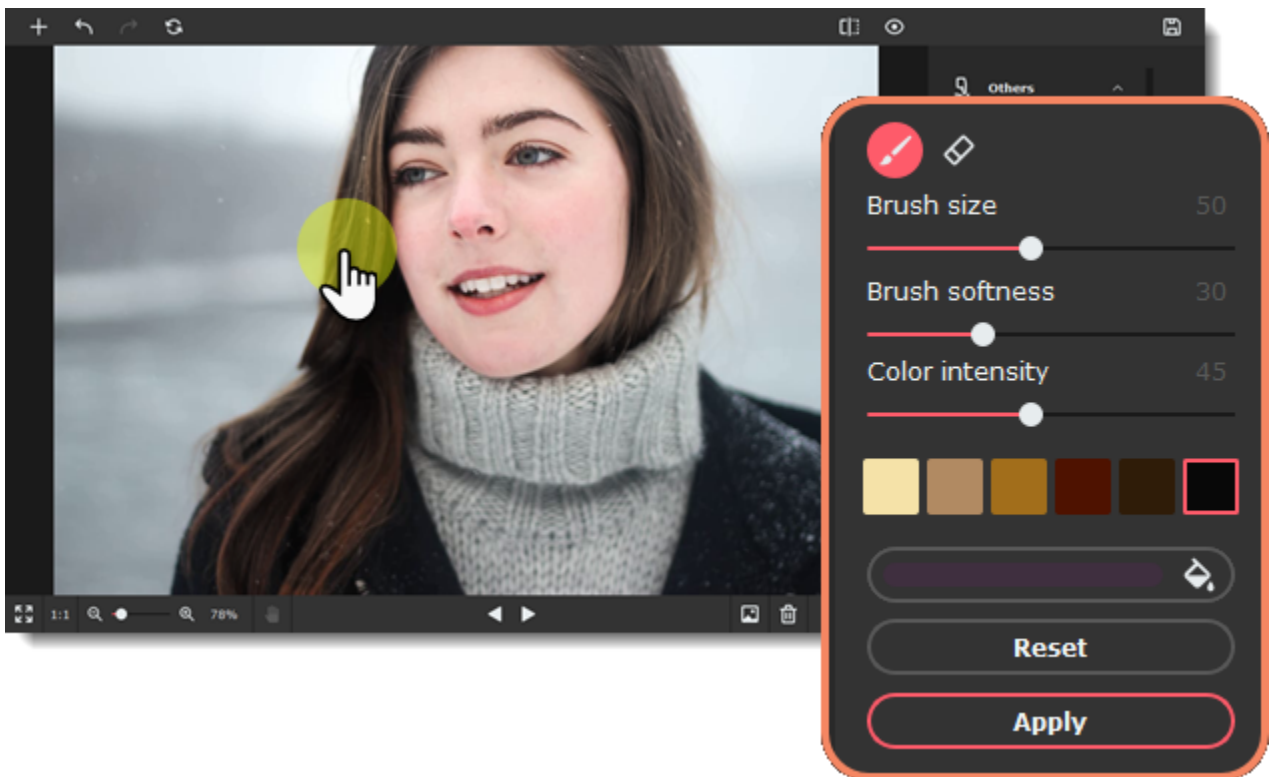 Others
Brush size 50
Brush softness 30
Color intensity 45
1:1
78%
Reset
Apply